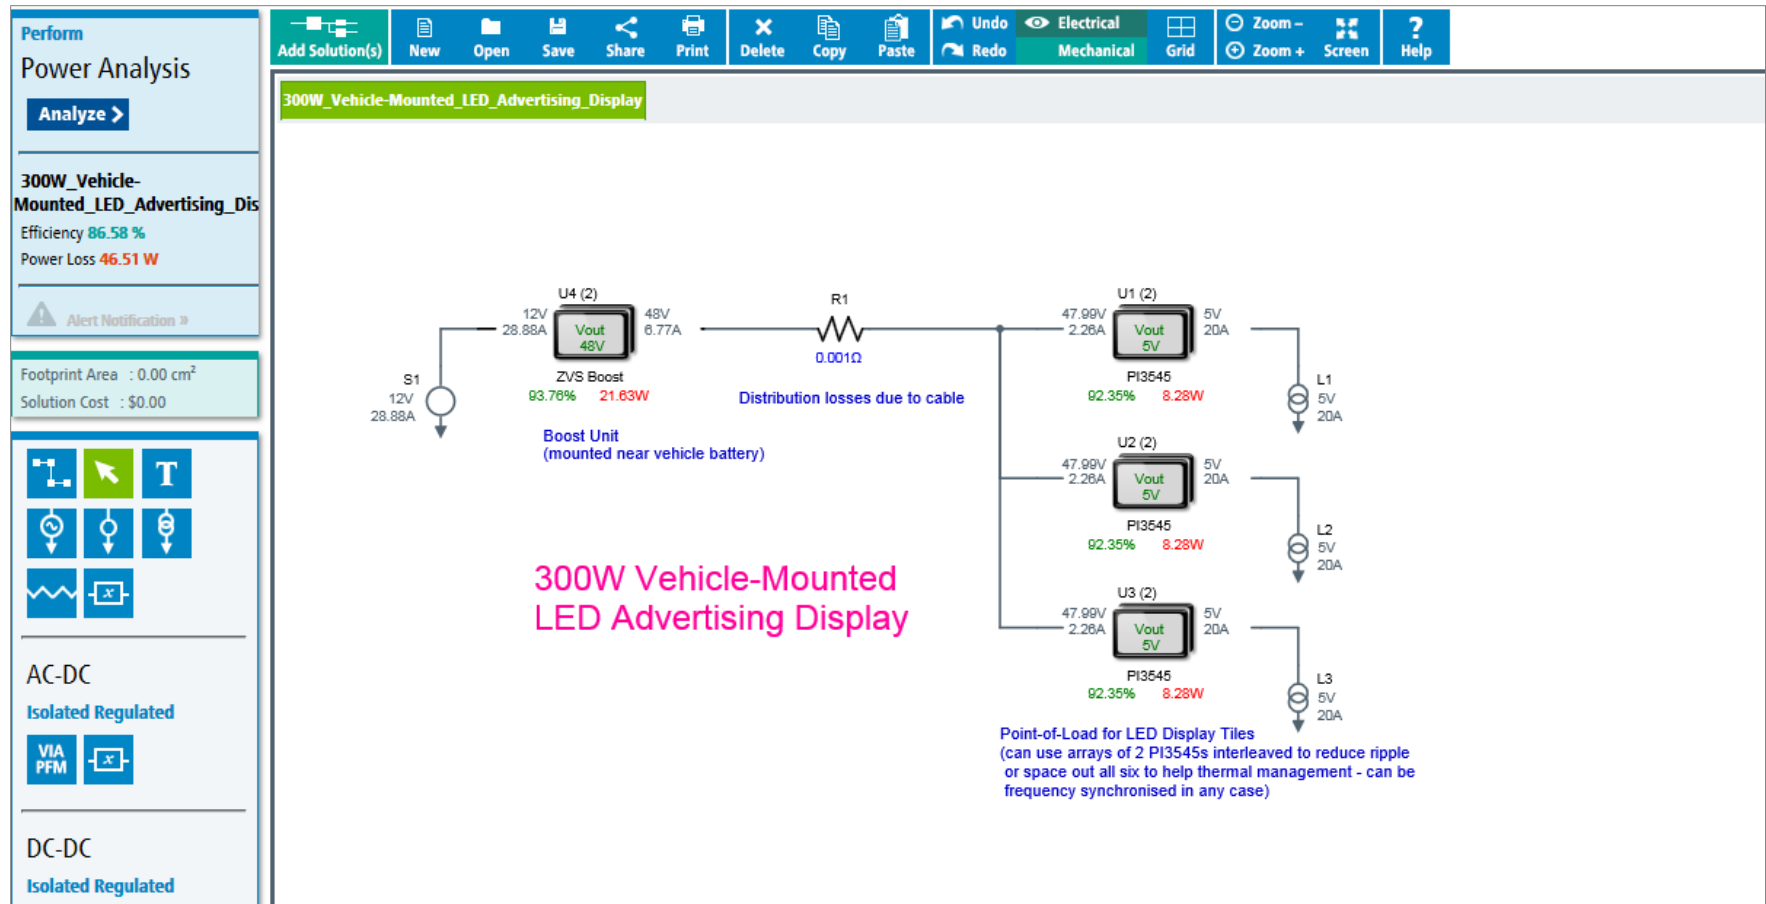 Perform
Power Analysis
Analyze
300W_Vehicle-
Mounted_LED_Advertising_Dis
Efficiency 86.58 %
Power Loss 46.51 W
Alert Notification »
Footprint Area : 0.00 cm²
Solution Cost : $0.00
T
x
AC-DC
Isolated Regulated
VIA
PFM
x
DC-DC
Isolated Regulated
Add Solution(s)
New
Open
Save
Share
Print
Delete
Copy
Paste
Undo
Redo
Electrical
Mechanical
Grid
Zoom –
Zoom +
Screen
? Help
300W_Vehicle-Mounted_LED_Advertising_Display
S1
12V
28.88A
U4 (2)
12V
28.88A
Vout
48V
48V
6.77A
ZVS Boost
93.76% 21.63W
Boost Unit
(mounted near vehicle battery)
R1
0.001Ω
Distribution losses due to cable
U1 (2)
47.99V
2.26A
Vout
5V
5V
20A
PI3545
92.35% 8.28W
L1
5V
20A
U2 (2)
47.99V
2.26A
Vout
5V
5V
20A
PI3545
92.35% 8.28W
L2
5V
20A
U3 (2)
47.99V
2.26A
Vout
5V
5V
20A
PI3545
92.35% 8.28W
L3
5V
20A
300W Vehicle-Mounted
LED Advertising Display
Point-of-Load for LED Display Tiles
(can use arrays of 2 PI3545s interleaved to reduce ripple
or space out all six to help thermal management - can be
frequency synchronised in any case)